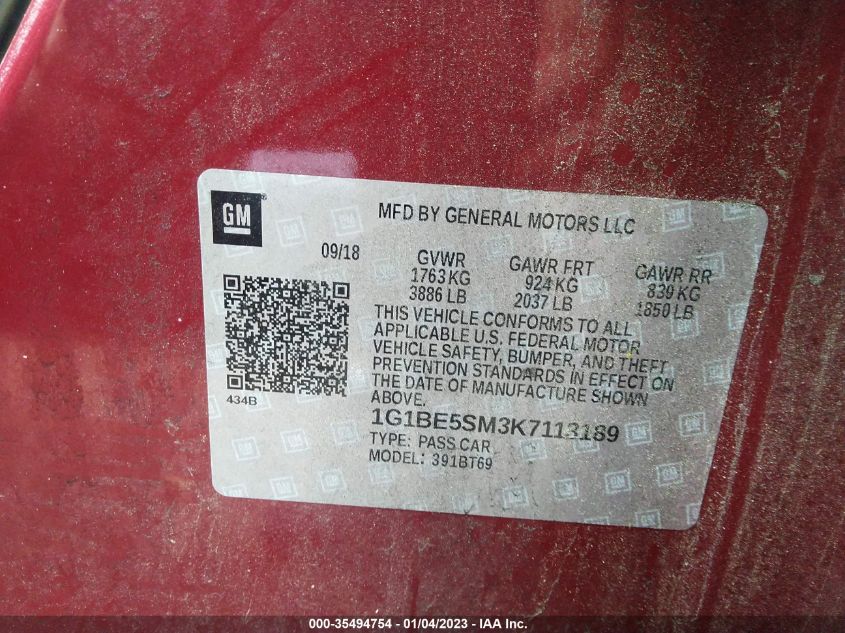 GM
MFD BY GENERAL MOTORS LLC
09/18
GVWR
1763 KG
3886 LB
GAWR FRT
924 KG
2037 LB
GAWR RR
839 KG
1850 LB
THIS VEHICLE CONFORMS TO ALL
APPLICABLE U.S. FEDERAL MOTOR
VEHICLE SAFETY, BUMPER, AND THEFT
PREVENTION STANDARDS IN EFFECT ON
THE DATE OF MANUFACTURE SHOWN
ABOVE.
434B
1G1BE5SM3K7113189
TYPE: PASS CAR
MODEL: 391BT69
000-35494754 - 01/04/2023 - IAA Inc.